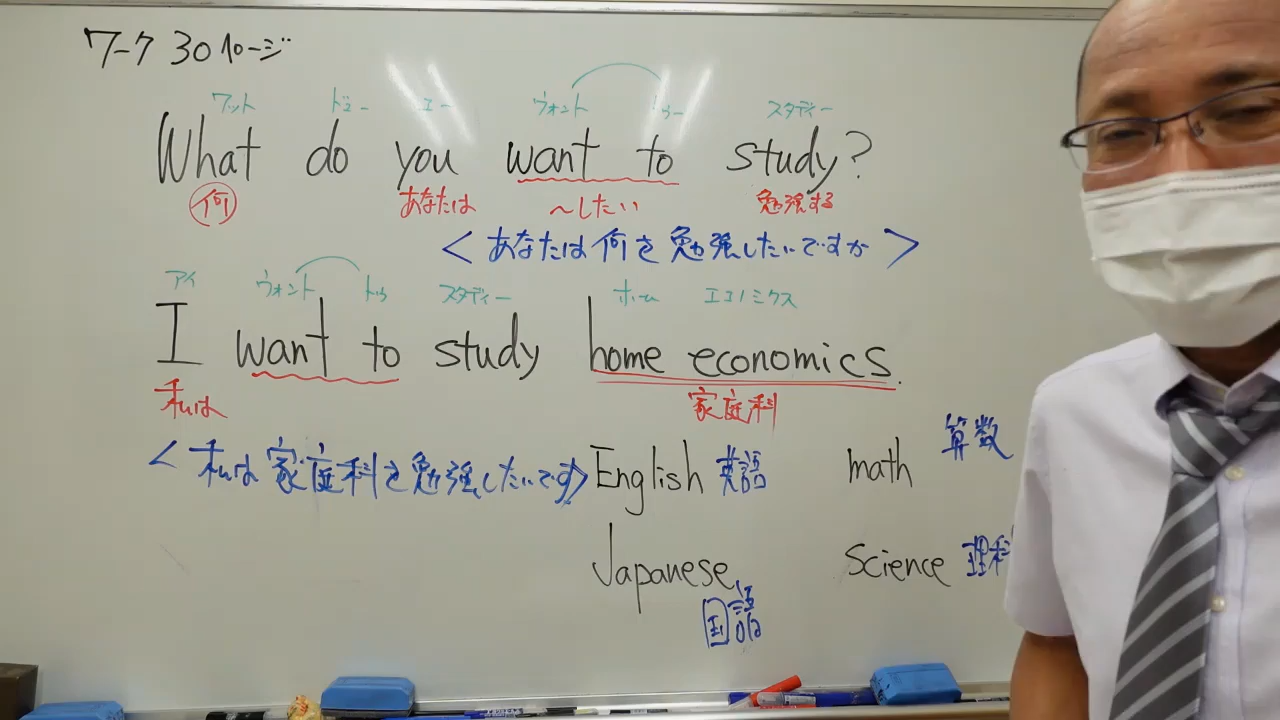 ワーク 30ページ
ワット ドュー ユー ウォント トゥー スタディー
What do you want to study?
何 あなたは ~したい 勉強する
<あなたは何を勉強したいですか>
アイ ウォント トゥ スタディー ホーム エコノミクス
I want to study home economics.
私は 家庭科
<私は家庭科を勉強したいです>
English 英語 math 算数
Japanese 国語 Science 理科